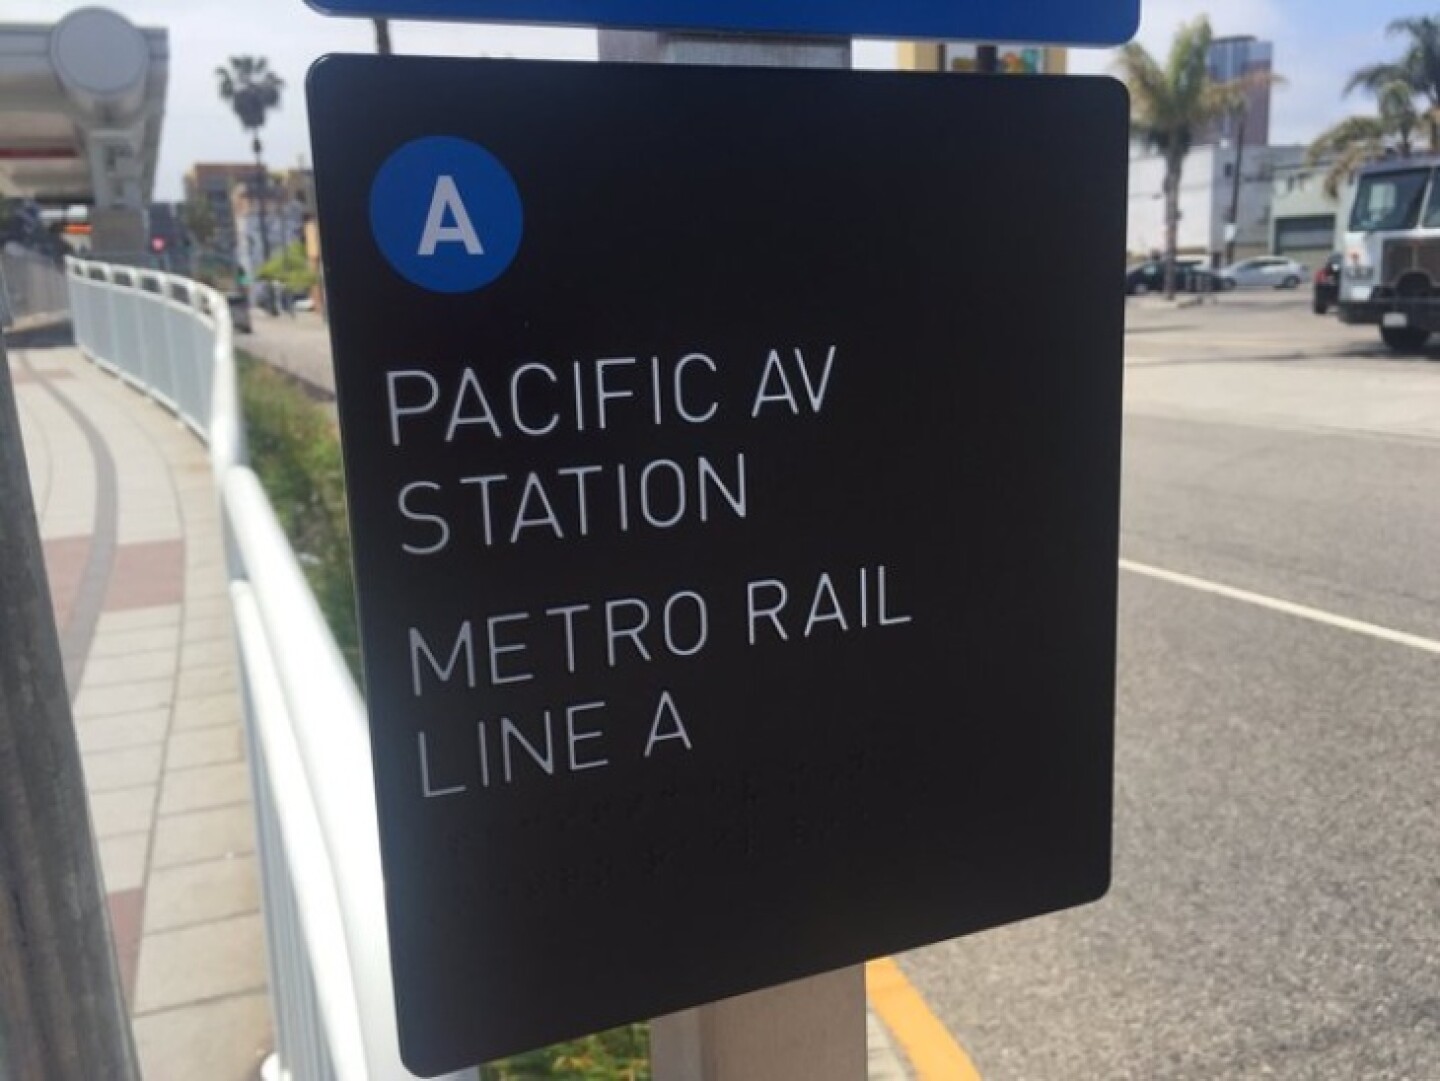 A
PACIFIC AV
STATION
METRO RAIL
LINE A